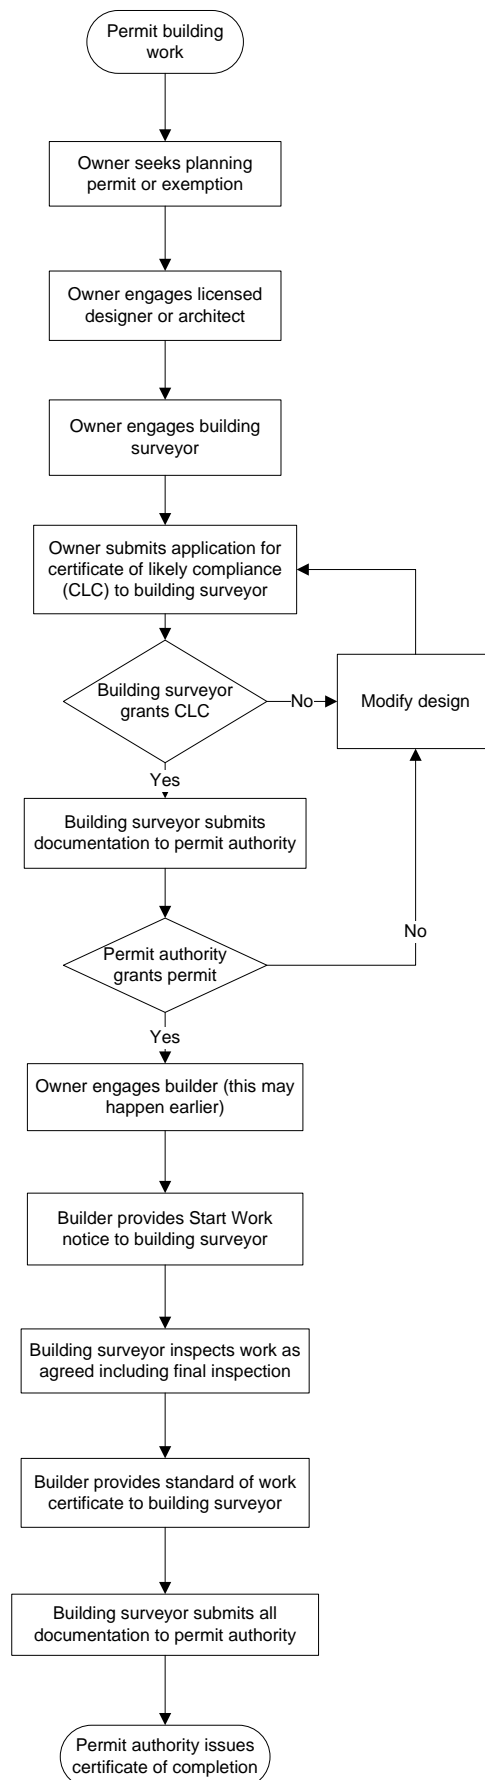 Permit building
work
Owner seeks planning
permit or exemption
Owner engages licensed
designer or architect
Owner engages building
surveyor
Owner submits application for
certificate of likely compliance
(CLC) to building surveyor
Building surveyor
grants CLC
No
Modify design
Yes
Building surveyor submits
documentation to permit authority
Permit authority
grants permit
No
Yes
Owner engages builder (this may
happen earlier)
Builder provides Start Work
notice to building surveyor
Building surveyor inspects work as
agreed including final inspection
Builder provides standard of work
certificate to building surveyor
Building surveyor submits all
documentation to permit authority
Permit authority issues
certificate of completion